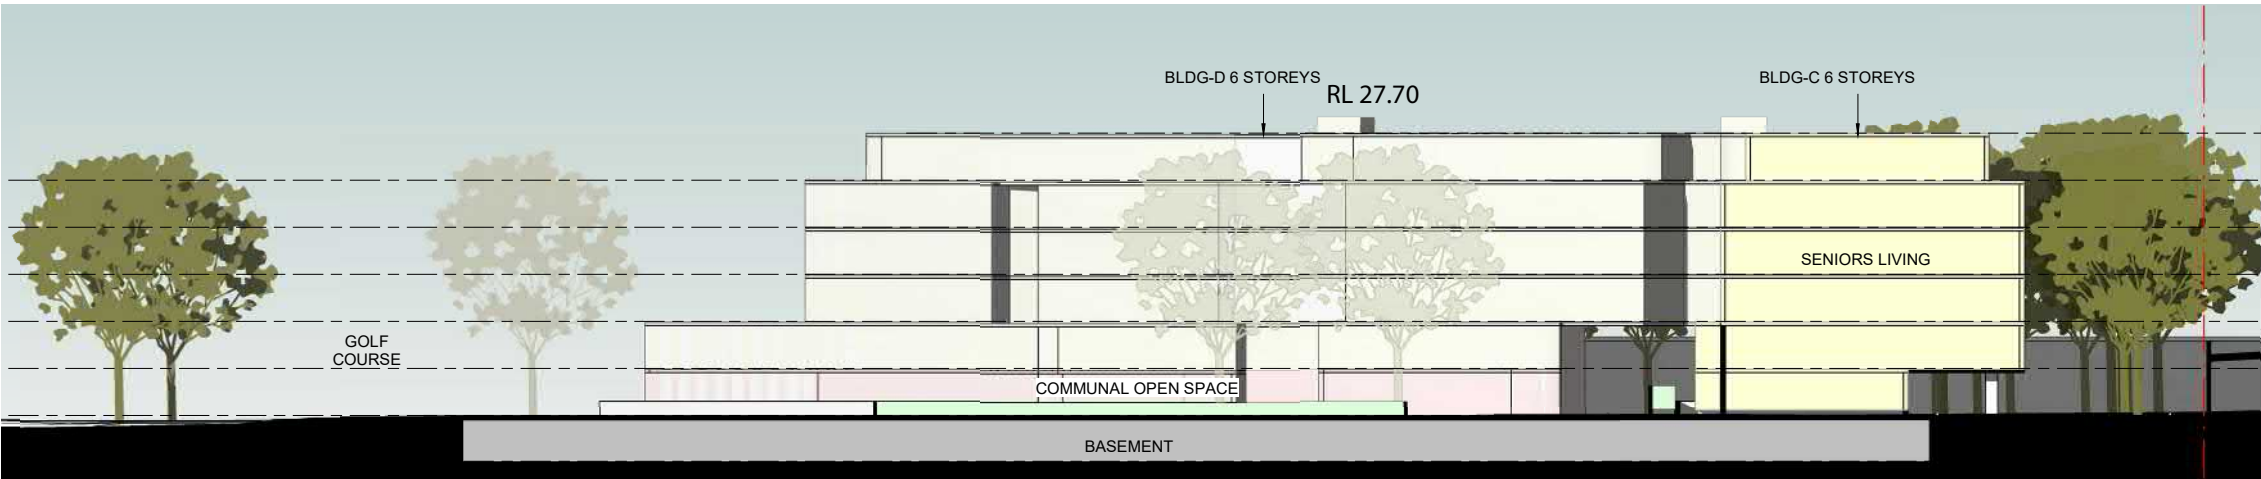 BLDG-D 6 STOREYS
RL 27.70
BLDG-C 6 STOREYS
SENIORS LIVING
GOLF
COURSE
COMMUNAL OPEN SPACE
BASEMENT